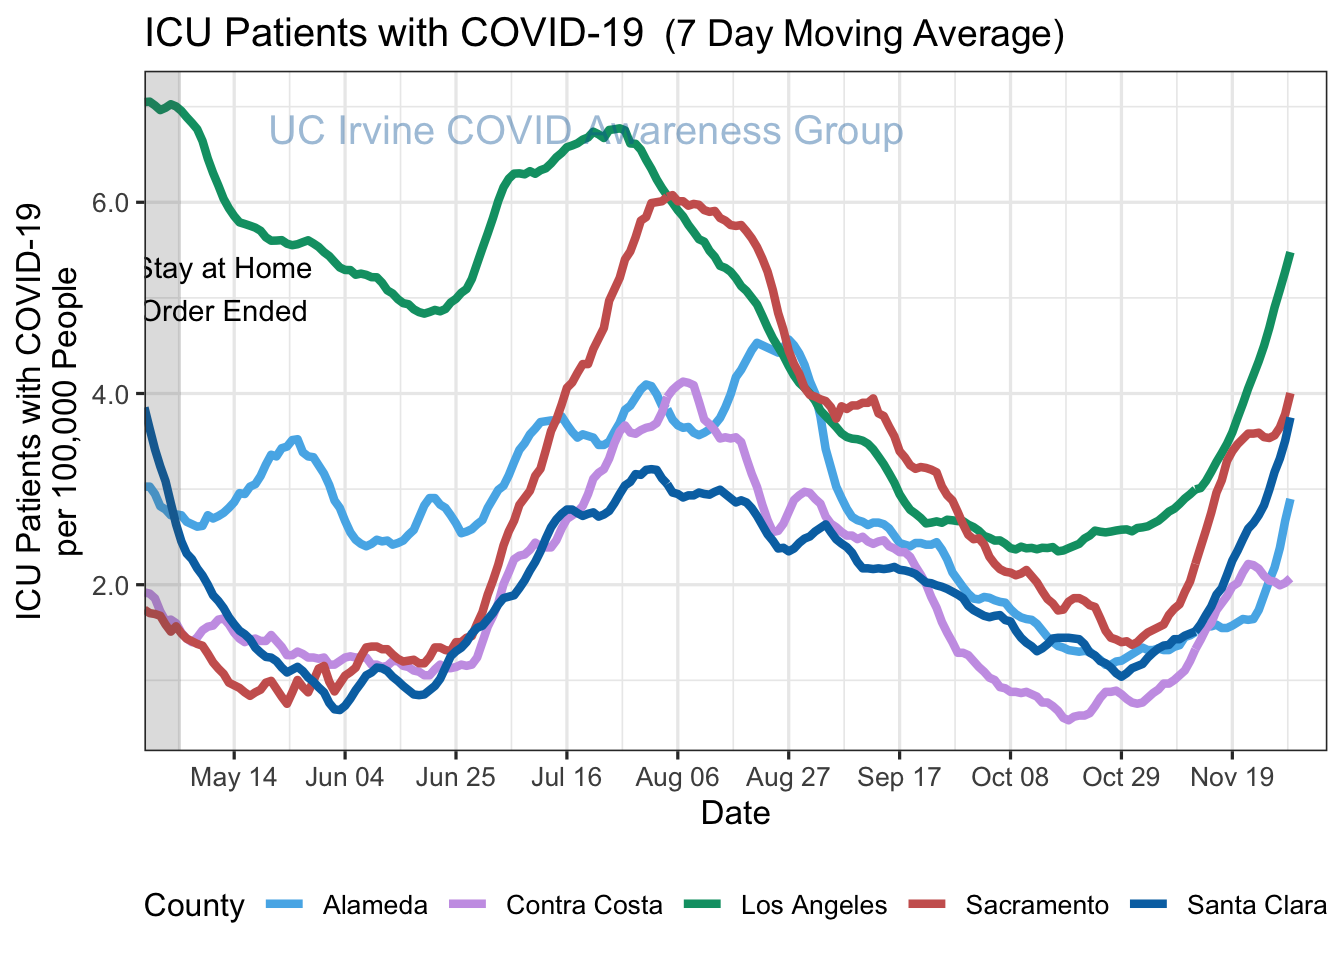 ICU Patients with COVID-19 (7 Day Moving Average)
UC Irvine COVID Awareness Group
ICU Patients with COVID-19
per 100,000 People
6.0
4.0
2.0
Stay at Home
Order Ended
May 14 Jun 04 Jun 25 Jul 16 Aug 06 Aug 27 Sep 17 Oct 08 Oct 29 Nov 19
Date
County Alameda Contra Costa Los Angeles Sacramento Santa Clara